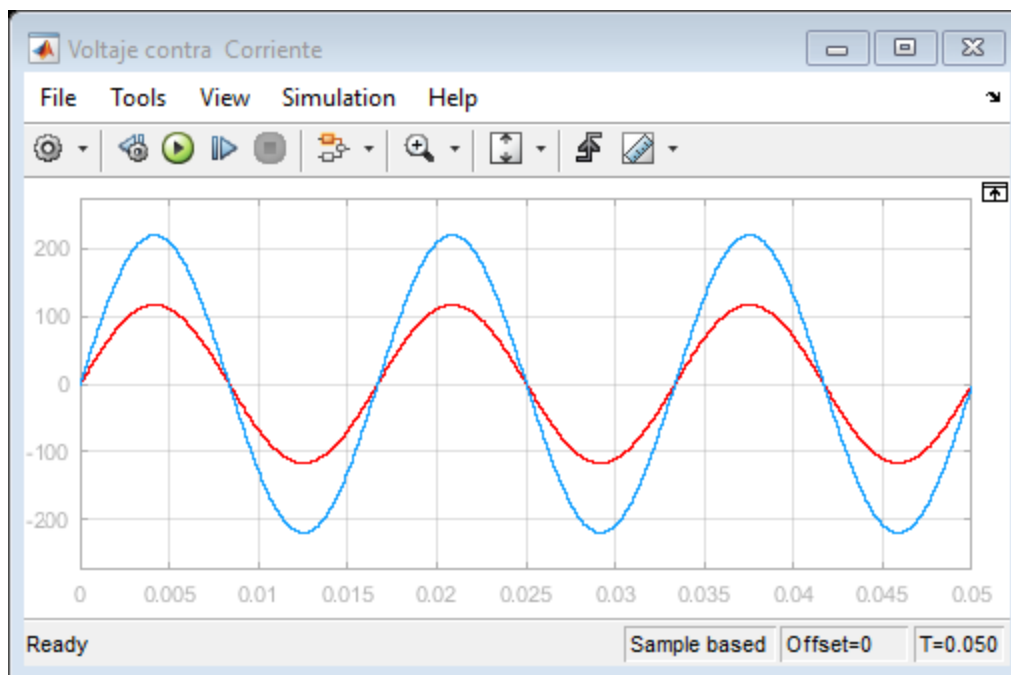 Voltaje contra  Corriente
File Tools View Simulation Help
200
100
0
-100
-200
0 0.005 0.01 0.015 0.02 0.025 0.03 0.035 0.04 0.045 0.05
Ready Sample based Offset=0 T=0.050